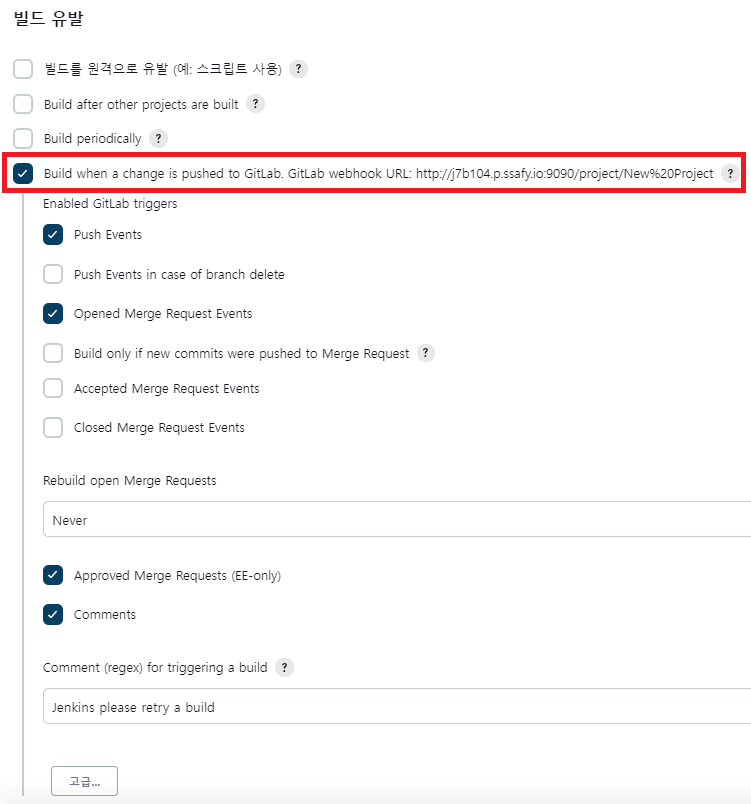 빌드 유발
빌드를 원격으로 유발 (예: 스크립트 사용) ?
Build after other projects are built ?
Build periodically ?
Build when a change is pushed to GitLab. GitLab webhook URL: http://j7b104.p.ssafy.io:9090/project/New%20Project ?
Enabled GitLab triggers
Push Events
Push Events in case of branch delete
Opened Merge Request Events
Build only if new commits were pushed to Merge Request ?
Accepted Merge Request Events
Closed Merge Request Events
Rebuild open Merge Requests
Never
Approved Merge Requests (EE-only)
Comments
Comment (regex) for triggering a build ?
Jenkins please retry a build
고급...